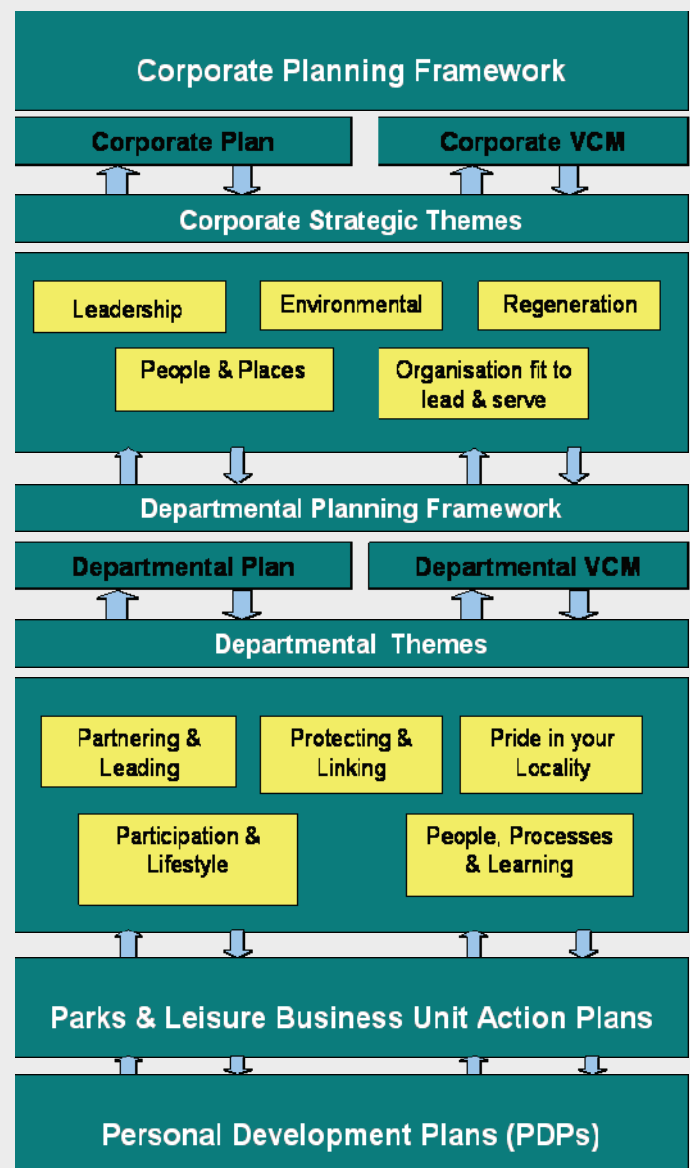 Corporate Planning Framework
Corporate Plan
Corporate VCM
Corporate Strategic Themes
Leadership
Environmental
Regeneration
People & Places
Organisation fit to
lead & serve
Departmental Planning Framework
Departmental Plan
Departmental VCM
Departmental Themes
Partnering &
Leading
Protecting &
Linking
Pride in your
Locality
Participation &
Lifestyle
People, Processes
& Learning
Parks & Leisure Business Unit Action Plans
Personal Development Plans (PDPs)